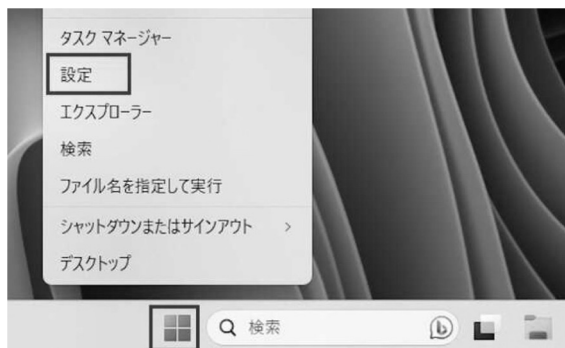 タスク マネージャー
設定
エクスプローラー
検索
ファイル名を指定して実行
シャットダウンまたはサインアウト
デスクトップ
検索